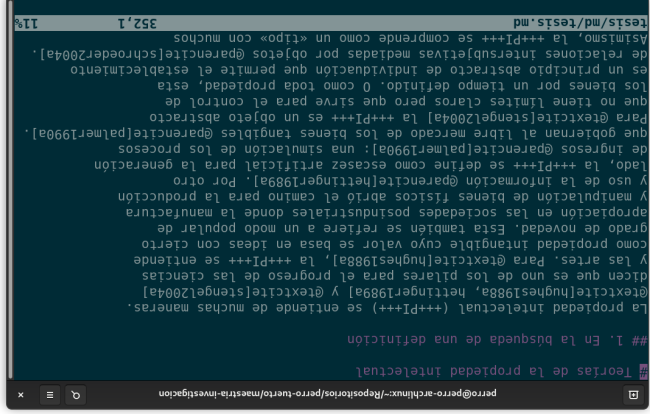 perro@perro-archlinux:~/Repositorios/perro-tuerto/maestria-investigacion
# Teorías de la propiedad intelectual
## 1. En la búsqueda de una definición
La propiedad intelectual (+++PI+++) se entiende de muchas maneras.
@textcite[hughes1988a, hettinger1989a] y @textcite[stengel2004a]
dicen que es uno de los pilares para el progreso de las ciencias
y las artes. Para @textcite[hughes1988a], la +++PI+++ se entiende
como propiedad intangible cuyo valor se basa en ideas con cierto
grado de novedad. Esta también se refiere a un modo popular de
apropiación en las sociedades posindustriales donde la manufactura
y manipulación de bienes físicos abrió el camino para la producción
y uso de la información @parencite[hettinger1989a]. Por otro
lado, la +++PI+++ se define como escasez artificial para la generación
de ingresos @parencite[palmer1990a]: una simulación de los procesos
que gobiernan al libre mercado de los bienes tangibles @parencite[palmer1990a].
Para @textcite[stengel2004a] la +++PI+++ es un objeto abstracto
que no tiene límites claros pero que sirve para el control de
los bienes por un tiempo definido. O como toda propiedad, esta
es un principio abstracto de individuación que permite el establecimiento
de relaciones intersubjetivas mediadas por objetos @parencite[schroeder2004a].
Asimismo, la +++PI+++ se comprende como un «tipo» con muchos
tesis/md/tesis.md 352,1 11%